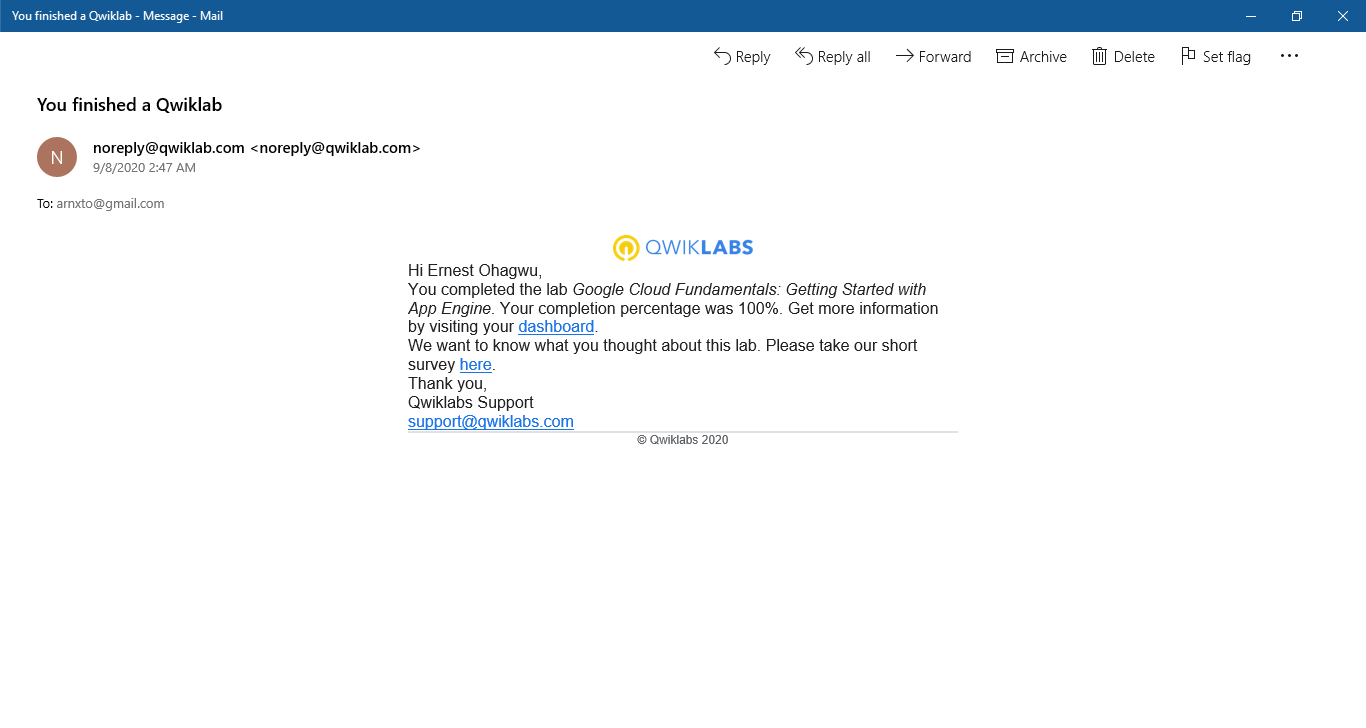 You finished a Qwiklab - Message - Mail
Reply Reply all Forward Archive Delete Set flag
You finished a Qwiklab
N
noreply@qwiklab.com <noreply@qwiklab.com>
9/8/2020 2:47 AM
To: arnxto@gmail.com
QWIKLABS
Hi Ernest Ohagwu,
You completed the lab Google Cloud Fundamentals: Getting Started with
App Engine. Your completion percentage was 100%. Get more information
by visiting your dashboard.
We want to know what you thought about this lab. Please take our short
survey here.
Thank you,
Qwiklabs Support
support@qwiklabs.com
© Qwiklabs 2020